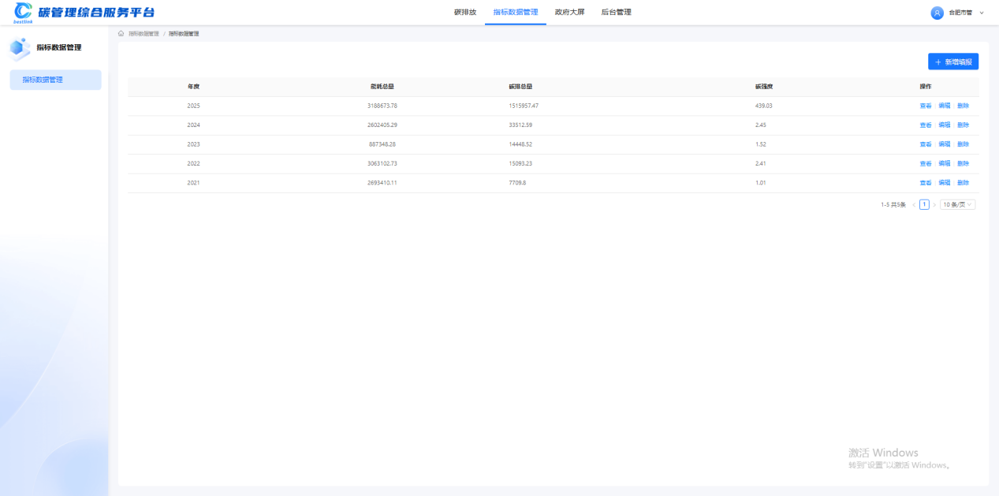 bestlink
碳管理综合服务平台
碳排放 指标数据管理 政府大屏 后台管理
合肥市管
指标数据管理
指标数据管理
指标数据管理 / 指标数据管理
+ 新增填报
年度 能耗总量 碳排总量 碳强度 操作
2025 3188673.78 1515957.47 439.03 查看 编辑 删除
2024 2602405.29 33512.59 2.45 查看 编辑 删除
2023 887348.28 14448.52 1.52 查看 编辑 删除
2022 3063102.73 15093.23 2.41 查看 编辑 删除
2021 2693410.11 7709.8 1.01 查看 编辑 删除
1-5 共5条 < 1 > 10 条/页
激活 Windows
转到"设置"以激活 Windows。